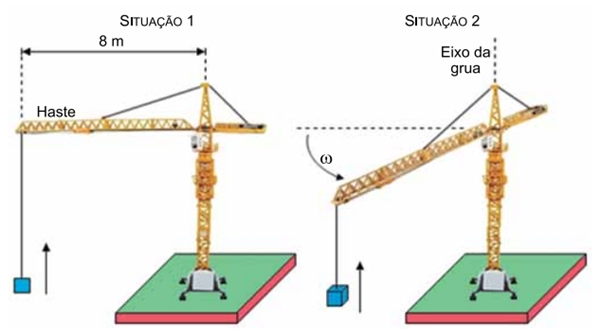 SITUAÇÃO 1
8 m
Haste
SITUAÇÃO 2
Eixo da
grua
ω